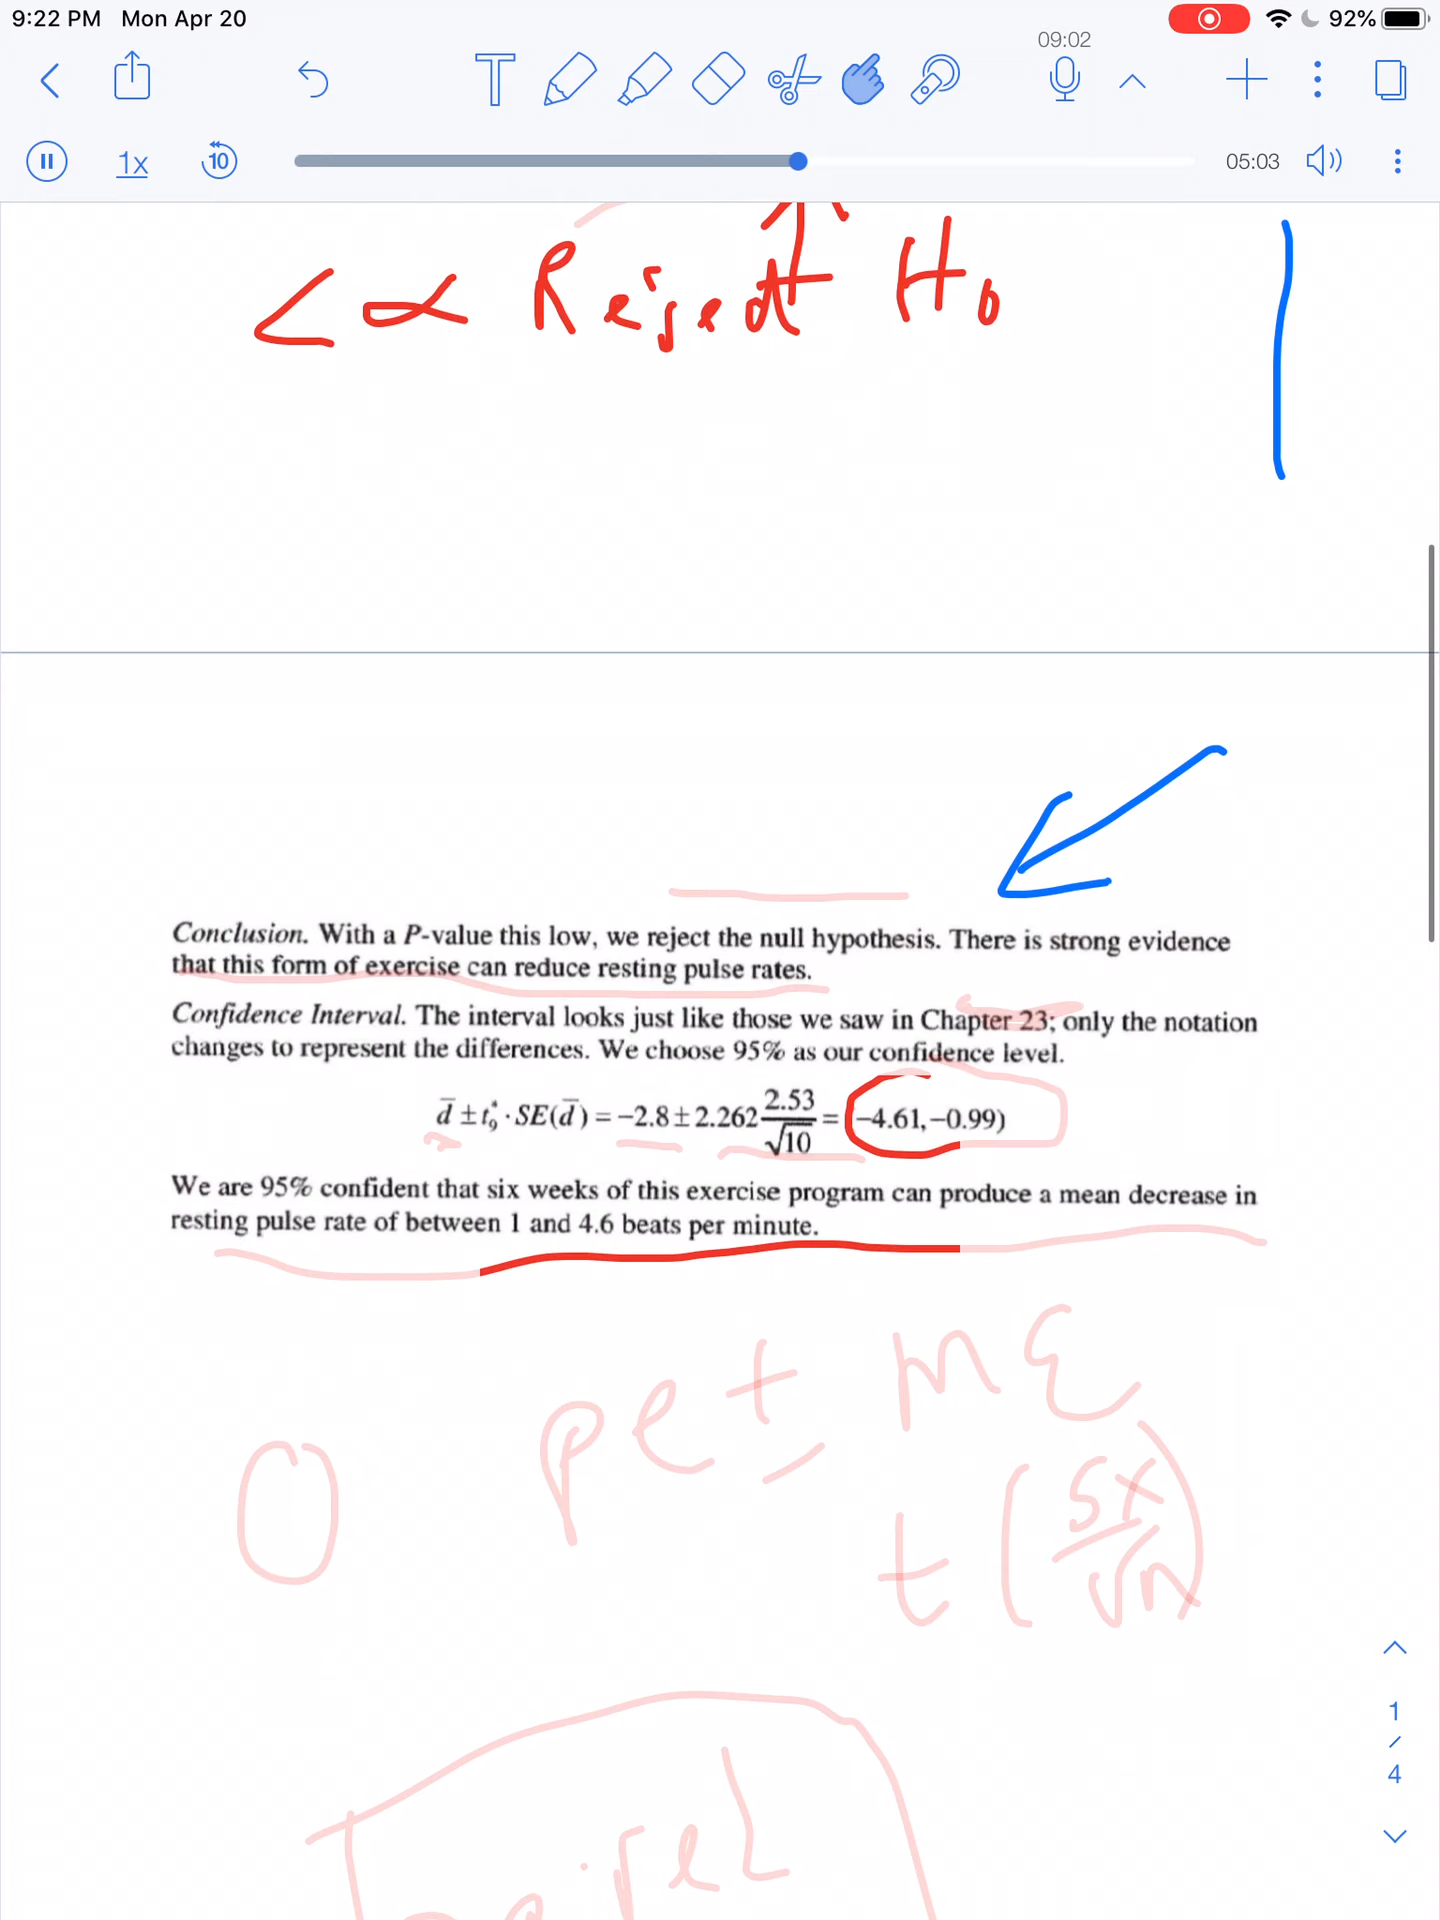 9:22 PM Mon Apr 20 92%
09:02
T
1x 10 05:03
< α Reject H₀
Conclusion. With a P-value this low, we reject the null hypothesis. There is strong evidence
that this form of exercise can reduce resting pulse rates.
Confidence Interval. The interval looks just like those we saw in Chapter 23; only the notation
changes to represent the differences. We choose 95% as our confidence level.
d̄ ± t₉* · SE(d̄) = −2.8 ± 2.262 2.53/√10 = (−4.61, −0.99)
We are 95% confident that six weeks of this exercise program can produce a mean decrease in
resting pulse rate of between 1 and 4.6 beats per minute.
pe ± ME
0
t (sx/√n)
1
/
4